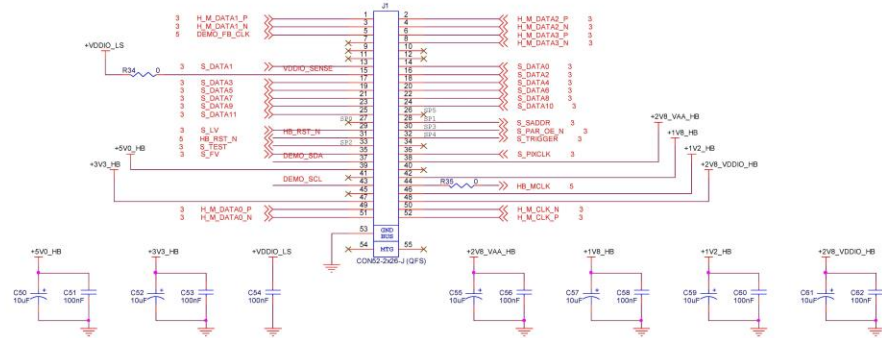 J1
3 H_M_DATA1_P 1 2 H_M_DATA2_P 3
3 H_M_DATA1_N 3 4 H_M_DATA2_N 3
5 DEMO_FB_CLK 5 6 H_M_DATA3_P 3
7 8 H_M_DATA3_N 3
9 10
11 12
+VDDIO_LS
3 S_DATA1 13 14 S_DATA0 3
R34 0 VDDIO_SENSE 15 16 S_DATA2 3
3 S_DATA3 17 18 S_DATA4 3
3 S_DATA5 19 20 S_DATA6 3
3 S_DATA7 21 22 S_DATA8 3
3 S_DATA9 23 24 S_DATA10 3
3 S_DATA11 25 26 SP5
27 28 SP1 S_SADDR 3
3 S_LV 29 30 SP3 S_PAR_OE_N 3
5 HB_RST_N HB_RST_N 31 32 SP4 S_TRIGGER 3
3 S_TEST SP2 33 34
3 S_FV 35 36 S_PIXCLK 3
DEMO_SDA 37 38 +2V8_VAA_HB
+5V0_HB 39 40
41 42 +1V8_HB
DEMO_SCL 43 44 R36 0 HB_MCLK 5
45 46 +1V2_HB
+3V3_HB 47 48 +2V8_VDDIO_HB
3 H_M_DATA0_P 49 50 H_M_CLK_N 3
3 H_M_DATA0_N 51 52 H_M_CLK_P 3
53 GND
BUS
54 MTG 55
CON52-2x26-J (QFS)
+5V0_HB +3V3_HB +VDDIO_LS +2V8_VAA_HB +1V8_HB +1V2_HB +2V8_VDDIO_HB
C50 C51 C52 C53 C54 C55 C56 C57 C58 C59 C60 C61 C62
10uF 100nF 10uF 100nF 100nF 10uF 100nF 10uF 100nF 10uF 100nF 10uF 100nF